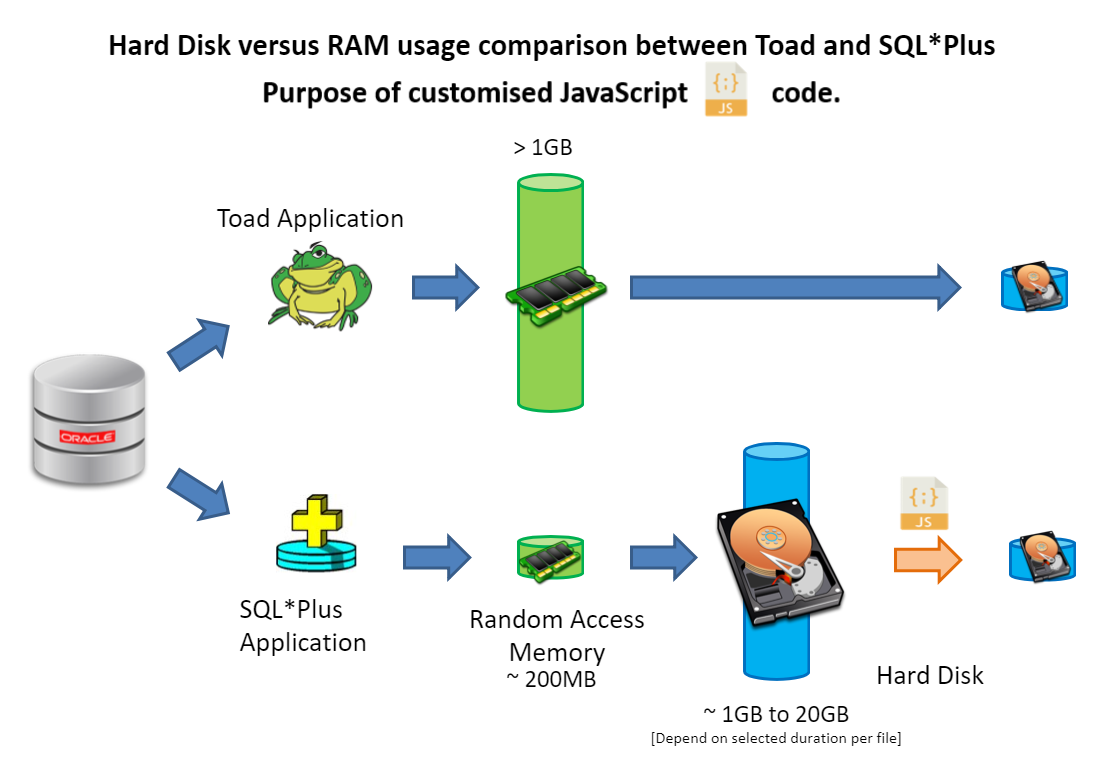 Hard Disk versus RAM usage comparison between Toad and SQL*Plus
Purpose of customised JavaScript {;} JS code.
> 1GB
Toad Application
ORACLE
SQL*Plus
Application
Random Access
Memory
~ 200MB
{;}
JS
Hard Disk
~ 1GB to 20GB
[Depend on selected duration per file]